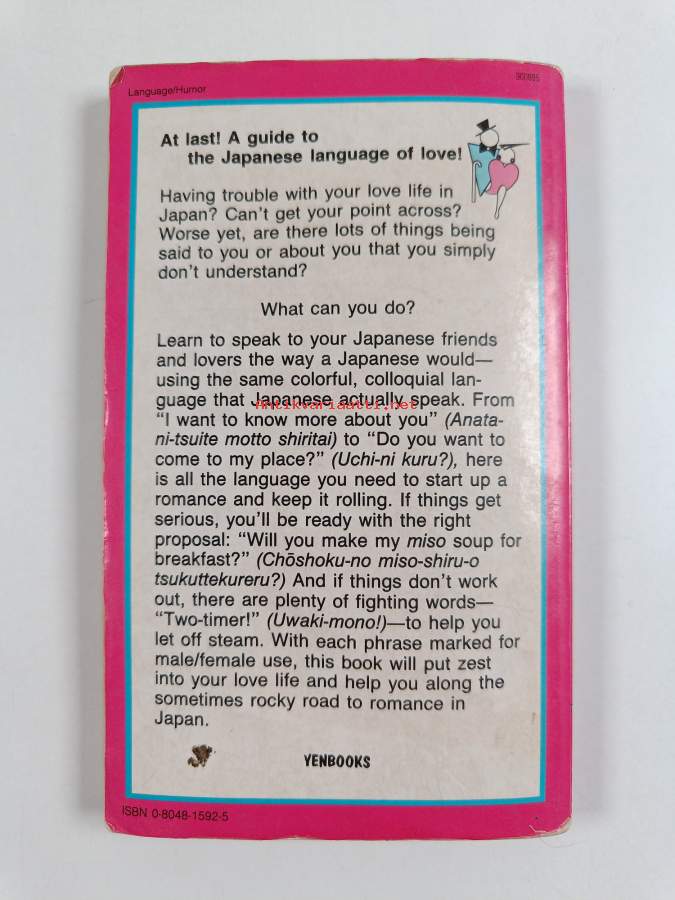 Language/Humor
900895
At last! A guide to
the Japanese language of love!
Having trouble with your love life in
Japan? Can't get your point across?
Worse yet, are there lots of things being
said to you or about you that you simply
don't understand?
What can you do?
Learn to speak to your Japanese friends
and lovers the way a Japanese would—
using the same colorful, colloquial lan-
guage that Japanese actually speak. From
Antikvariaatti.net
“I want to know more about you” (Anata-
ni-tsuite motto shiritai) to “Do you want to
come to my place?” (Uchi-ni kuru?), here
is all the language you need to start up a
romance and keep it rolling. If things get
serious, you'll be ready with the right
proposal: “Will you make my miso soup for
breakfast?” (Chōshoku-no miso-shiru-o
tsukuttekureru?) And if things don't work
out, there are plenty of fighting words—
“Two-timer!” (Uwaki-mono!)—to help you
let off steam. With each phrase marked for
male/female use, this book will put zest
into your love life and help you along the
sometimes rocky road to romance in
Japan.
YENBOOKS
ISBN 0-8048-1592-5